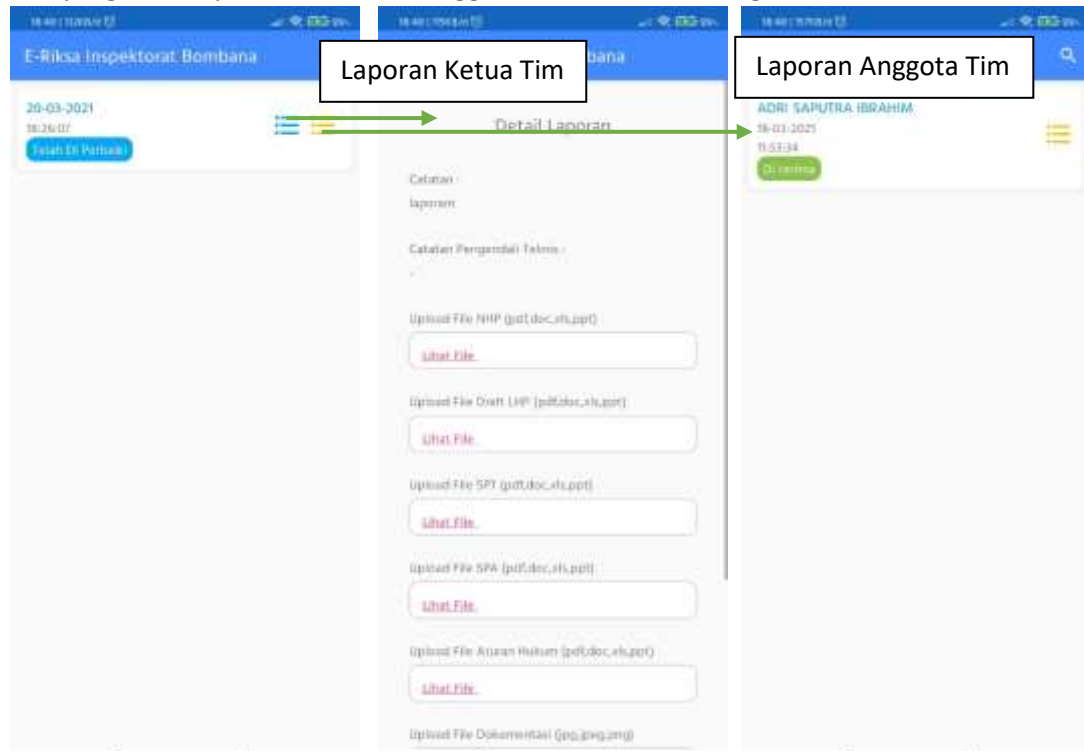 E-Riksa Inspektorat Bombana
20-03-2021
Telah Di Perbaiki
Laporan Ketua Tim
bana
Detail Laporan
Catatan :
laporam
Catatan Pengendali Teknis :
-
Upload File NHP (pdf,doc,xls,ppt)
Lihat File
Upload File Draft LHP (pdf,doc,xls,ppt)
Lihat File
Upload File SPT (pdf,doc,xls,ppt)
Lihat File
Upload File SPA (pdf,doc,xls,ppt)
Lihat File
Upload File Aturan Hukum (pdf,doc,xls,ppt)
Lihat File
Upload File Dokumentasi (jpg,jpeg,png)
Laporan Anggota Tim
ADRI SAPUTRA IBRAHIM
11:53:34
Di terima